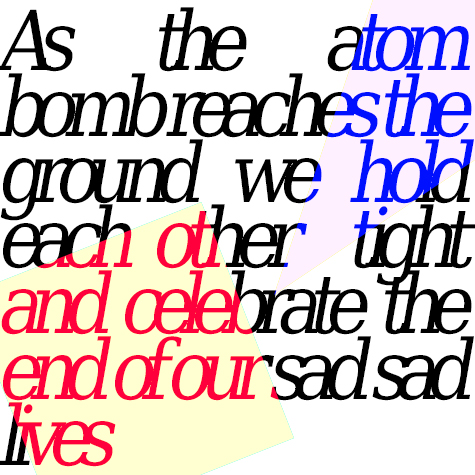 As the atom
bomb reaches the
ground we hold
each other tight
and celebrate the
end of our sad sad
lives